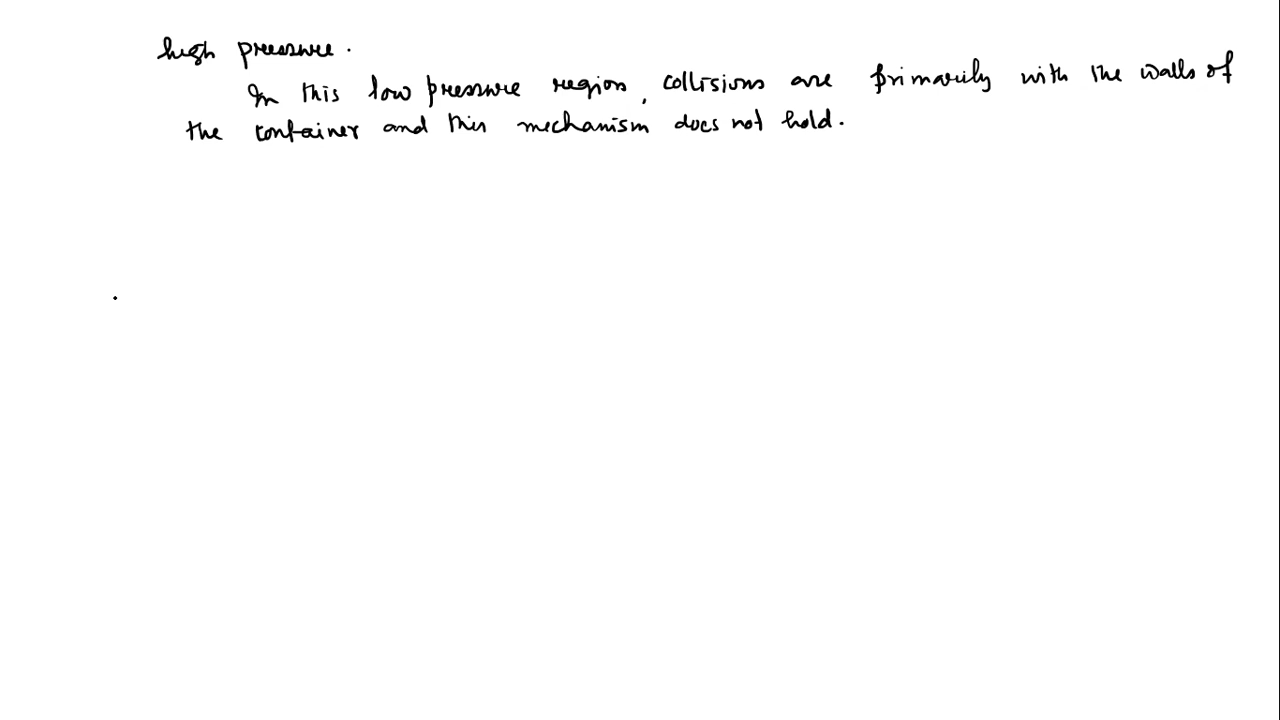 high pressure.
In this low pressure region, collisions are primarily with the walls of
the container and this mechanism does not hold.